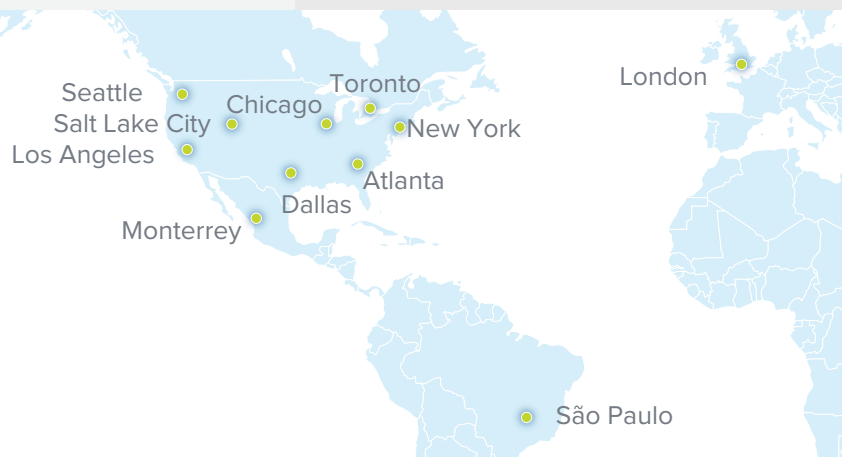 Toronto
London
Seattle
Chicago
Salt Lake City
New York
Los Angeles
Atlanta
Dallas
Monterrey
São Paulo